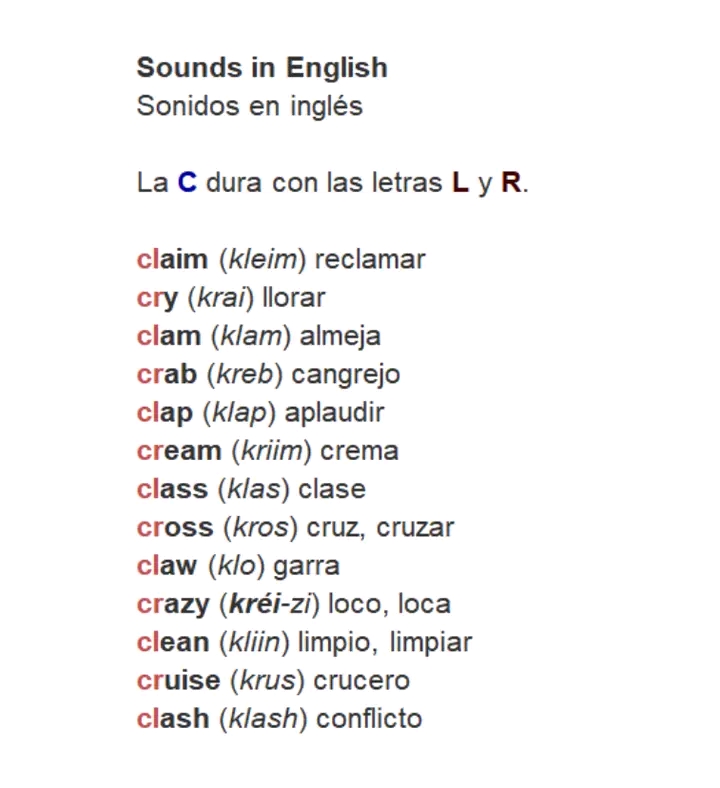 Sounds in English
Sonidos en inglés
La C dura con las letras L y R.
claim (kleim) reclamar
cry (krai) llorar
clam (klam) almeja
crab (kreb) cangrejo
clap (klap) aplaudir
cream (kriim) crema
class (klas) clase
cross (kros) cruz, cruzar
claw (klo) garra
crazy (kréi-zi) loco, loca
clean (kliin) limpio, limpiar
cruise (krus) crucero
clash (klash) conflicto